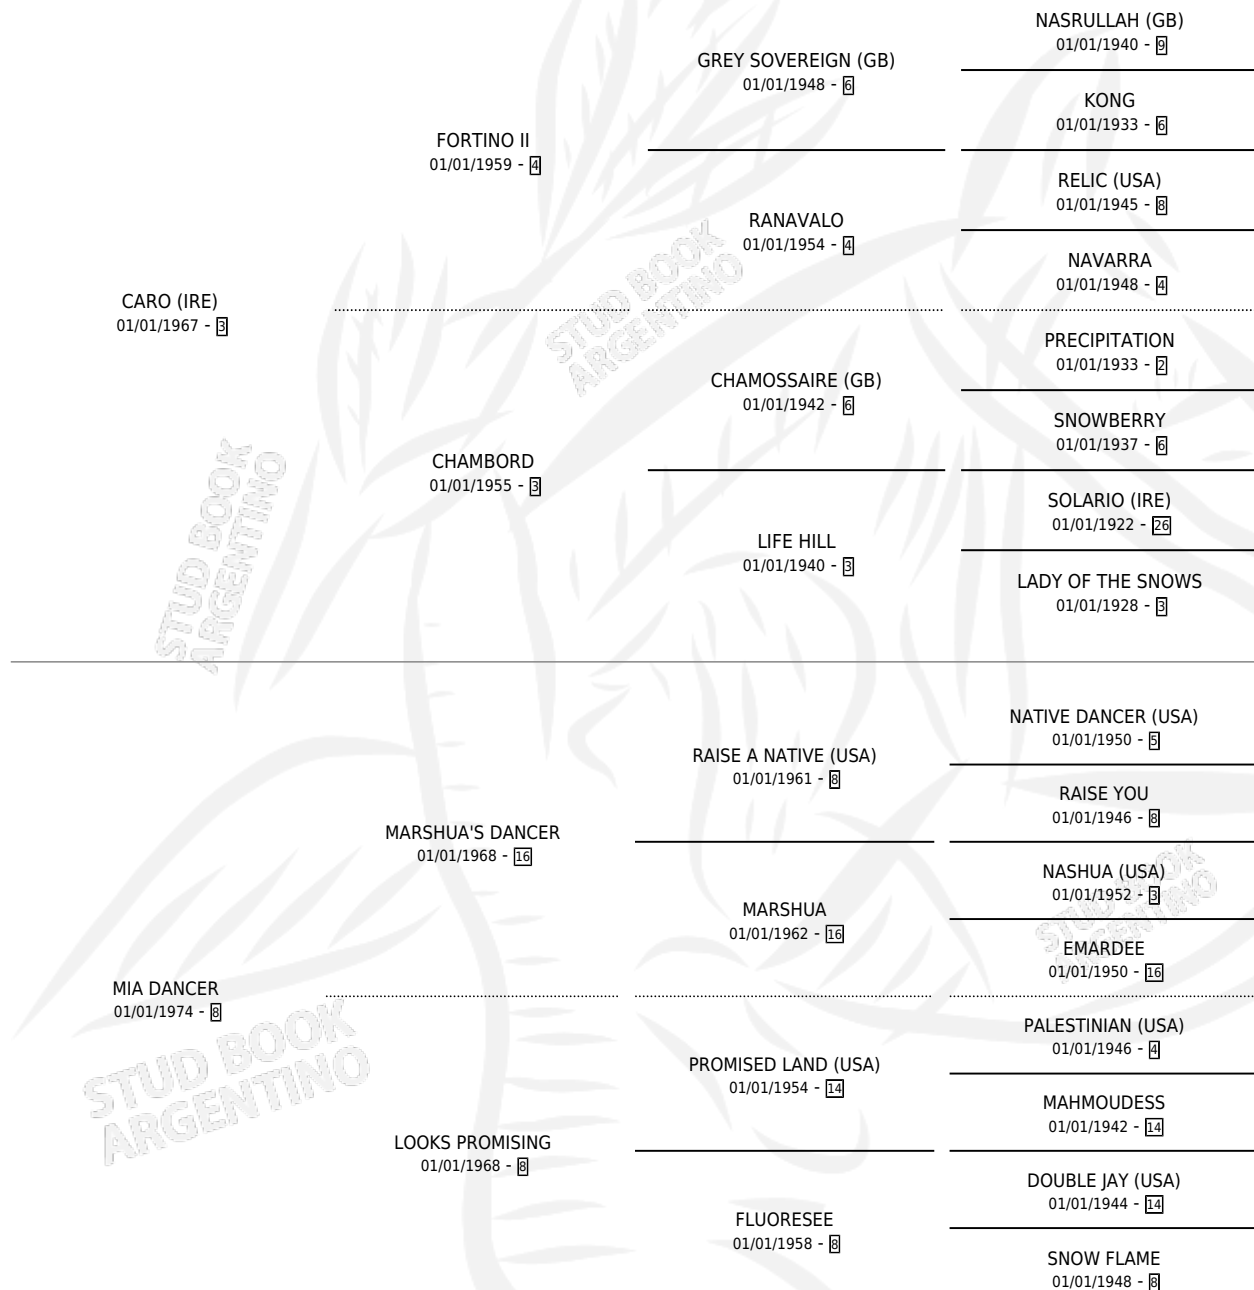 NASRULLAH (GB)
01/01/1940 - 9
GREY SOVEREIGN (GB)
01/01/1948 - 6
KONG
01/01/1933 - 6
FORTINO II
01/01/1959 - 4
RELIC (USA)
01/01/1945 - 8
RANAVALO
01/01/1954 - 4
NAVARRA
01/01/1948 - 4
CARO (IRE)
01/01/1967 - 3
PRECIPITATION
01/01/1933 - 2
CHAMOSSAIRE (GB)
01/01/1942 - 6
SNOWBERRY
01/01/1937 - 6
CHAMBORD
01/01/1955 - 3
SOLARIO (IRE)
01/01/1922 - 26
LIFE HILL
01/01/1940 - 3
LADY OF THE SNOWS
01/01/1928 - 3
NATIVE DANCER (USA)
01/01/1950 - 5
RAISE A NATIVE (USA)
01/01/1961 - 8
RAISE YOU
01/01/1946 - 8
MARSHUA'S DANCER
01/01/1968 - 16
NASHUA (USA)
01/01/1952 - 3
MARSHUA
01/01/1962 - 16
EMARDEE
01/01/1950 - 16
MIA DANCER
01/01/1974 - 8
PALESTINIAN (USA)
01/01/1946 - 4
PROMISED LAND (USA)
01/01/1954 - 14
MAHMOUDESS
01/01/1942 - 14
LOOKS PROMISING
01/01/1968 - 8
DOUBLE JAY (USA)
01/01/1944 - 14
FLUORESEE
01/01/1958 - 8
SNOW FLAME
01/01/1948 - 8
STUD BOOK
ARGENTINO
STUD BOOK
ARGENTINO
STUD BOOK
ARGENTINO
STUD BOOK
ARGENTINO